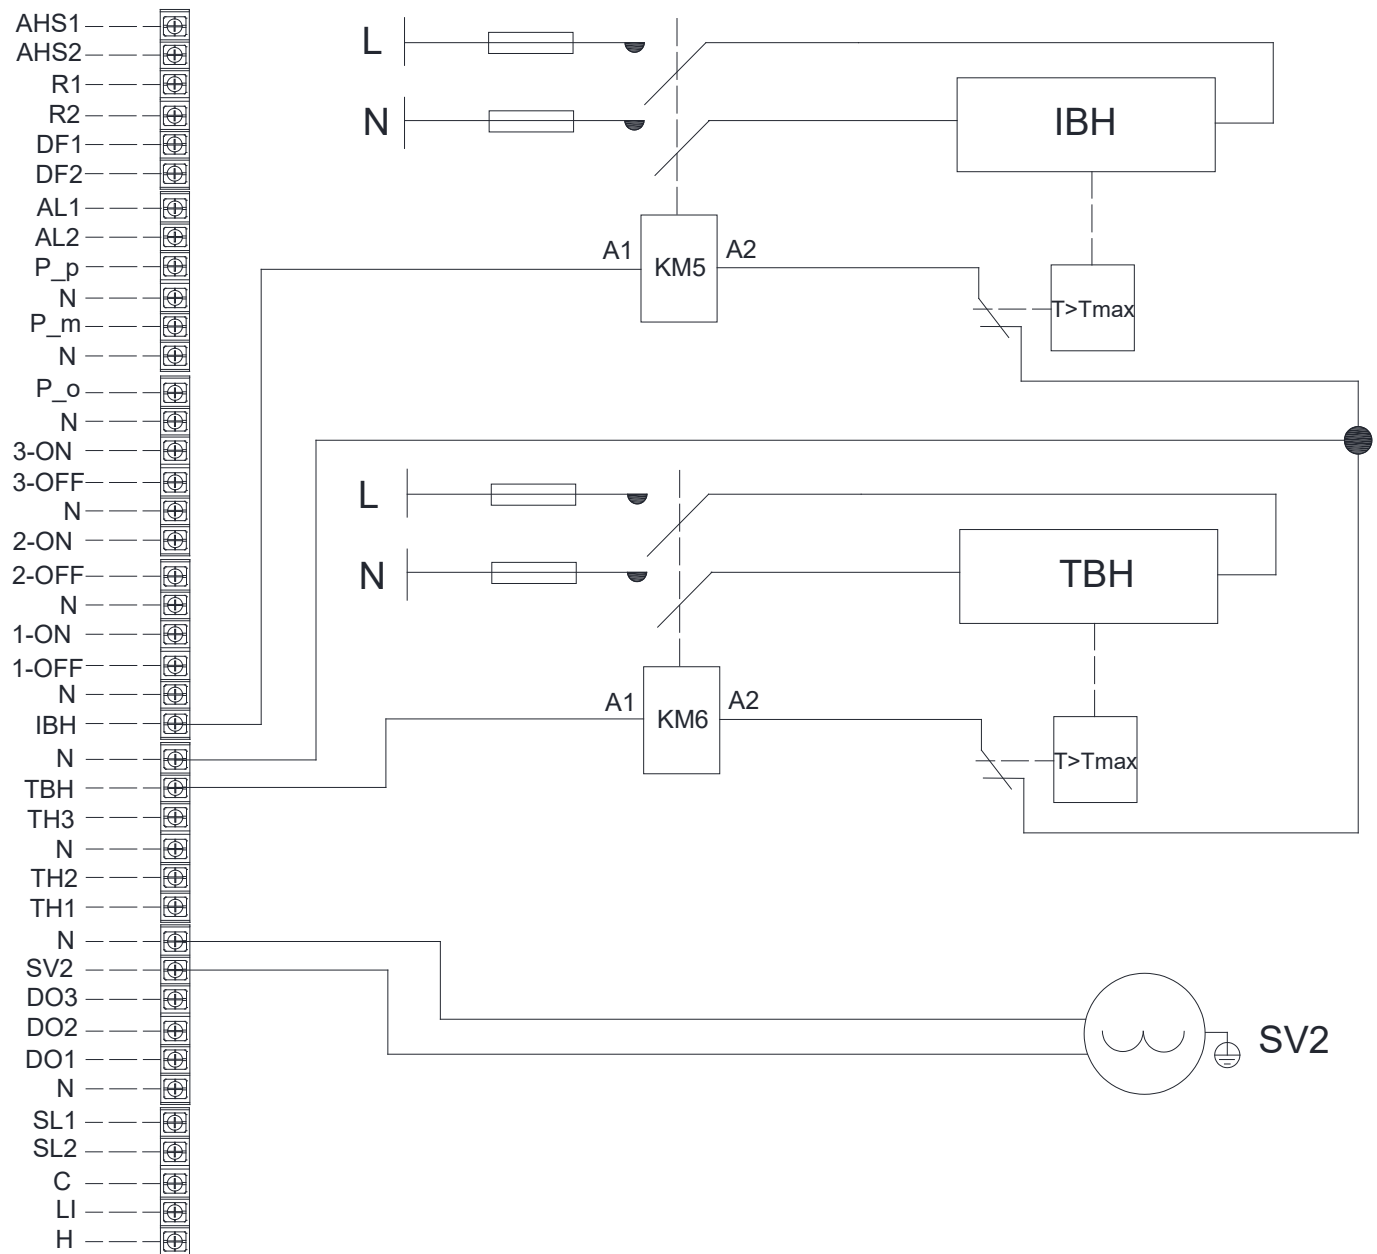 AHS1
AHS2
R1
R2
DF1
DF2
AL1
AL2
P_p
N
P_m
N
P_o
N
3-ON
3-OFF
N
2-ON
2-OFF
N
1-ON
1-OFF
N
IBH
N
TBH
TH3
N
TH2
TH1
N
SV2
DO3
DO2
DO1
N
SL1
SL2
C
LI
H
L
N
IBH
A1
KM5
A2
T>Tmax
L
N
TBH
A1
KM6
A2
T>Tmax
SV2